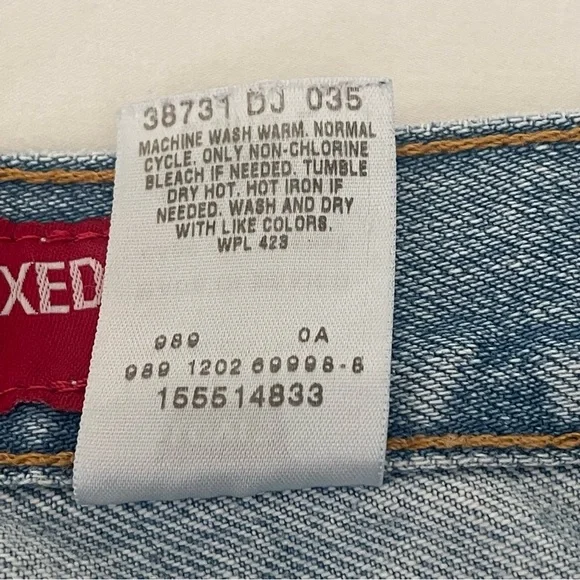 38731 DJ 035
MACHINE WASH WARM. NORMAL
CYCLE. ONLY NON-CHLORINE
BLEACH IF NEEDED. TUMBLE
DRY HOT. HOT IRON IF
NEEDED. WASH AND DRY
WITH LIKE COLORS.
WPL 423
XED
989 0A
989 1202 69998-8
155514833